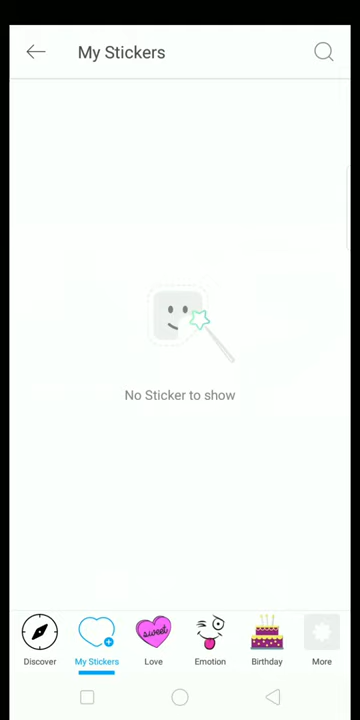 My Stickers
No Sticker to show
sweet
Discover
My Stickers
Love
Emotion
Birthday
More